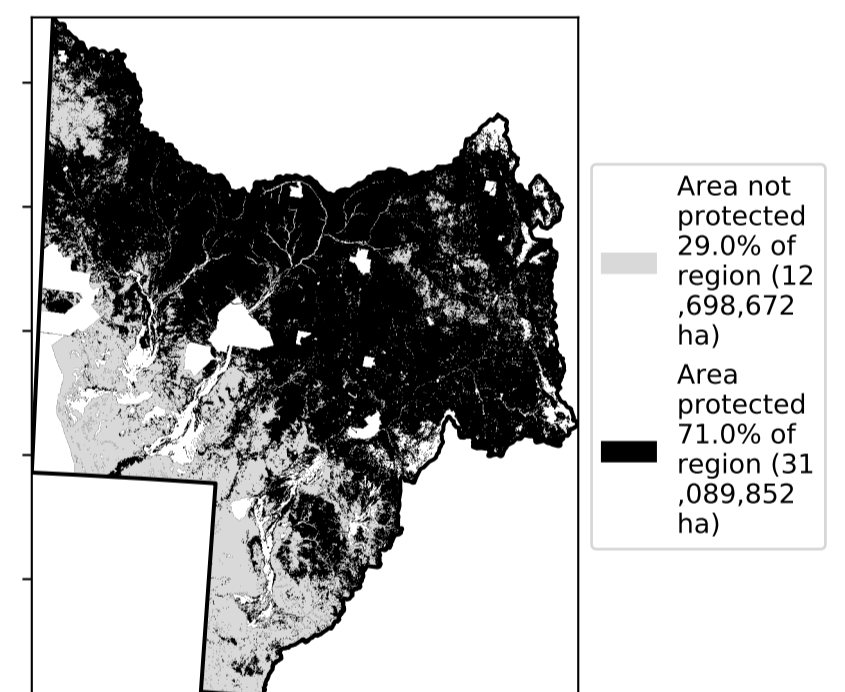 Area not
protected
29.0% of
region (12
,698,672
ha)
Area
protected
71.0% of
region (31
,089,852
ha)